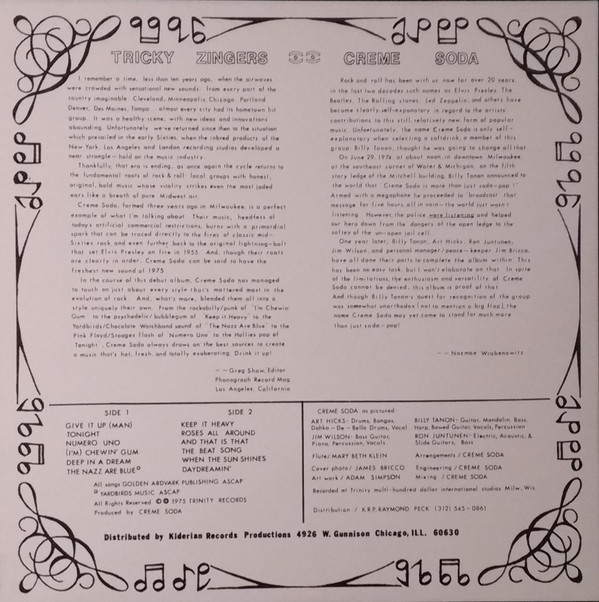 TRICKY ZINGERS CREME SODA
I remember a time, less than ten years ago, when the airwaves
were crowded with sensational new sounds. From every part of the
country imaginable Cleveland, Minneapolis, Chicago, Portland
Denver, Des Moines, Tampa almost every city had its hometown hit
group. It was a healthy scene, with new ideas and innovations
abounding. Unfortunately we've returned since then to the situation
which prevailed in the early Sixties, when the inbred products of the
New York, Los Angeles and London recording studios developed a
near strangle-hold on the music industry.
Thankfully, that era is ending, as once again the cycle returns to
the fundamental roots of rock & roll: local groups with honest,
original, bold music whose vitality strikes even the most jaded
ears like a breath of pure Midwest air.
Creme Soda, formed three years ago in Milwaukee, is a perfect
example of what I'm talking about. Their music, heedless of
today's artificial commercial restrictions, burns with a primordial
spark that can be traced directly to the fires of classic mid-
Sixties rock and even further back to the original lightning-bolt
that set Elvis Presley on fire in 1955. And, though their roots
are clearly in order, Creme Soda can be said to have the
freshest new sound of 1975
In the course of this debut album, Creme Soda has managed
to touch on just about every style that's mattered most in the
evolution of rock. And, what's more, blended them all into a
style uniquely their own. From the rockabilly/punk of "I'm Chewin'
Gum" to the psychedelic/bubblegum of "Keep it Heavy" to the
Yardbirds/Chocolate Watchband sound of "The Nazz Are Blue" to the
Pink Floyd/Stooges flash of "Numero Uno" to the Hollies pop of
"Tonight", Creme Soda always draws on the best sources to create
a music that's hot, fresh, and totally exuberating. Drink it up!
--Greg Shaw, Editor
Phonograph Record Mag.
Los Angeles, California
Rock and roll has been with us now for over 20 years.
In the last two decades such names as Elvis Presley, The
Beatles, The Rolling stones, Led Zeppelin, and others have
become clearly self-expanatory in regard to the artists
contributions to this still, relatively new form of popular
music. Unfortunately, the name Creme Soda is only self-
explanatory when selecting a softdrink, a member of this
group, Billy Tanon, thought he was going to change all that
On June 29, 1974, at about noon, in downtown Milwaukee,
at the northeast corner of Water & Michigan, on the fifth
story ledge of the Mitchell building, Billy Tanon announced to
the world that "Creme Soda is more than just soda-pop!"
Armed with a megaphone he proceeded to broadcast that
message for five hours all in vain-the world just wasn't
listening. However, the police were listening and helped
our hero down from the dangers of the open ledge to the
safety of the un-open jail cell.
One year later, Billy Tanon, Art Hicks, Ron Juntunen,
Jim Wilson, and personal manager/peace-keeper Jim Bricco,
have all done their parts to complete the album within. This
has been no easy task, but I won't elaborate on that. In spite
of the limitations, the enthusiasm and versatility of Creme
Soda cannot be denied, this album is proof of that
And though Billy Tanon's quest for recognition of the group
was somewhat unorthodox (not to mention a big flop), the
name Creme Soda may yet come to stand for much more
than just soda-pop!
SIDE 1
GIVE IT UP (MAN)
TONIGHT
NUMERO UNO
(I'M) CHEWIN' GUM
DEEP IN A DREAM
THE NAZZ ARE BLUE
SIDE 2
KEEP IT HEAVY
ROSES ALL AROUND
AND THAT IS THAT
THE BEAT SONG
WHEN THE SUN SHINES
DAYDREAMIN'
All songs GOLDEN ARDVARK PUBLISHING ASCAP
YARDBIRDS MUSIC ASCAP
All Rights Reserved © ℗ 1975 TRINITY RECORDS
Produced by CREME SODA
CREME SODA as pictured
ART HICKS- Drums, Bongos,
Dahka-De-Bello Drums, Vocal
JIM WILSON- Bass Guitar,
Piano, Percussion, Vocals
BILLY TANON- Guitar, Mandolin, Bass,
Harp, Bowed Guitar, Vocals, Percussion
RON JUNTUNEN- Electric, Acoustic, &
Slide Guitars, Bass
Flute/MARY BETH KLEIN
Arrangements/CREME SODA
Cover photo/JAMES BRICCO
Engineering/CREME SODA
Art work/ADAM SIMPSON
Mixing/CREME SODA
Recorded at Trinity multi-hundred dollar international studios Milw, Wis.
Distribution / K.R.P. RAYMOND PECK (312) 545-0861
Distributed by Kiderian Records Productions 4926 W. Gunnison Chicago, ILL. 60630